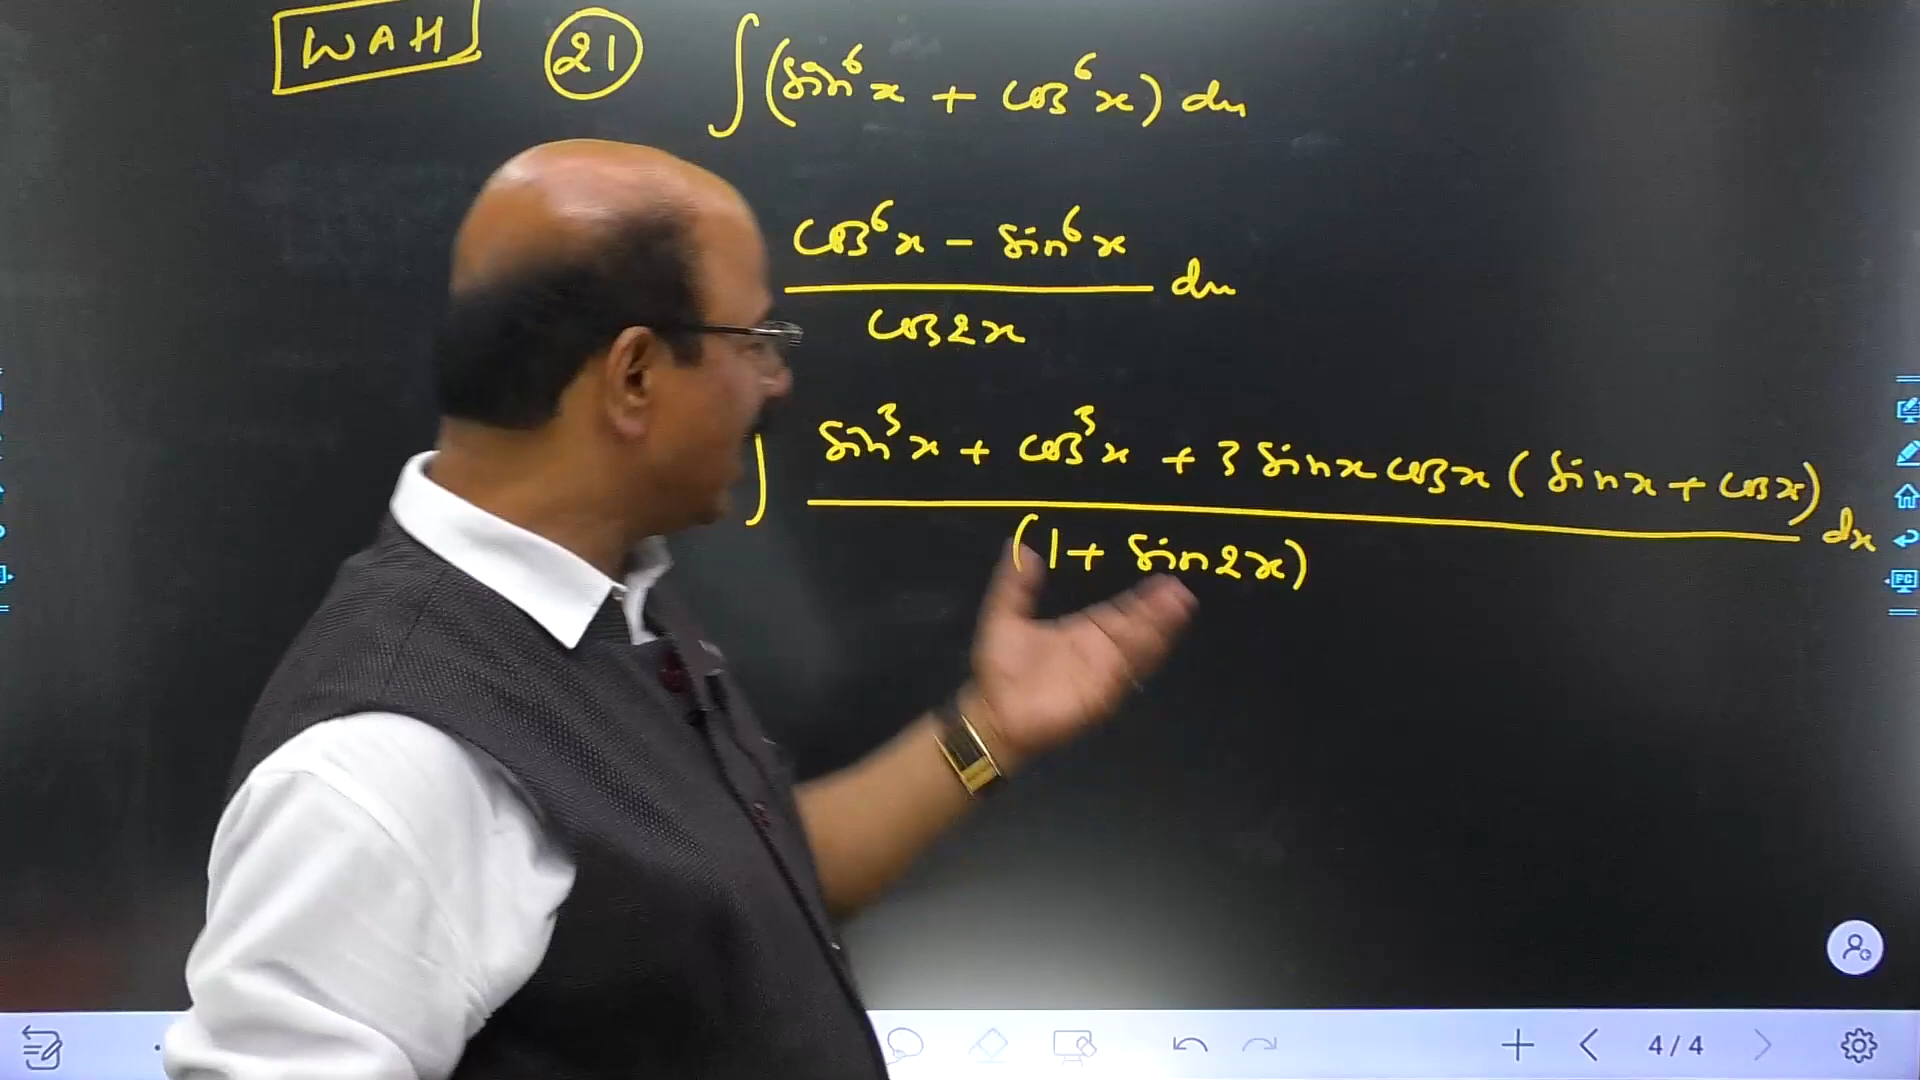 WAH 21 ∫(sin⁶x + cos⁶x) dx
cos⁶x - sin⁶x / cos2x dx
∫ sin³x + cos³x + 3 sinx cosx (sinx + cosx) / (1 + sin2x) dx
PC
4/4